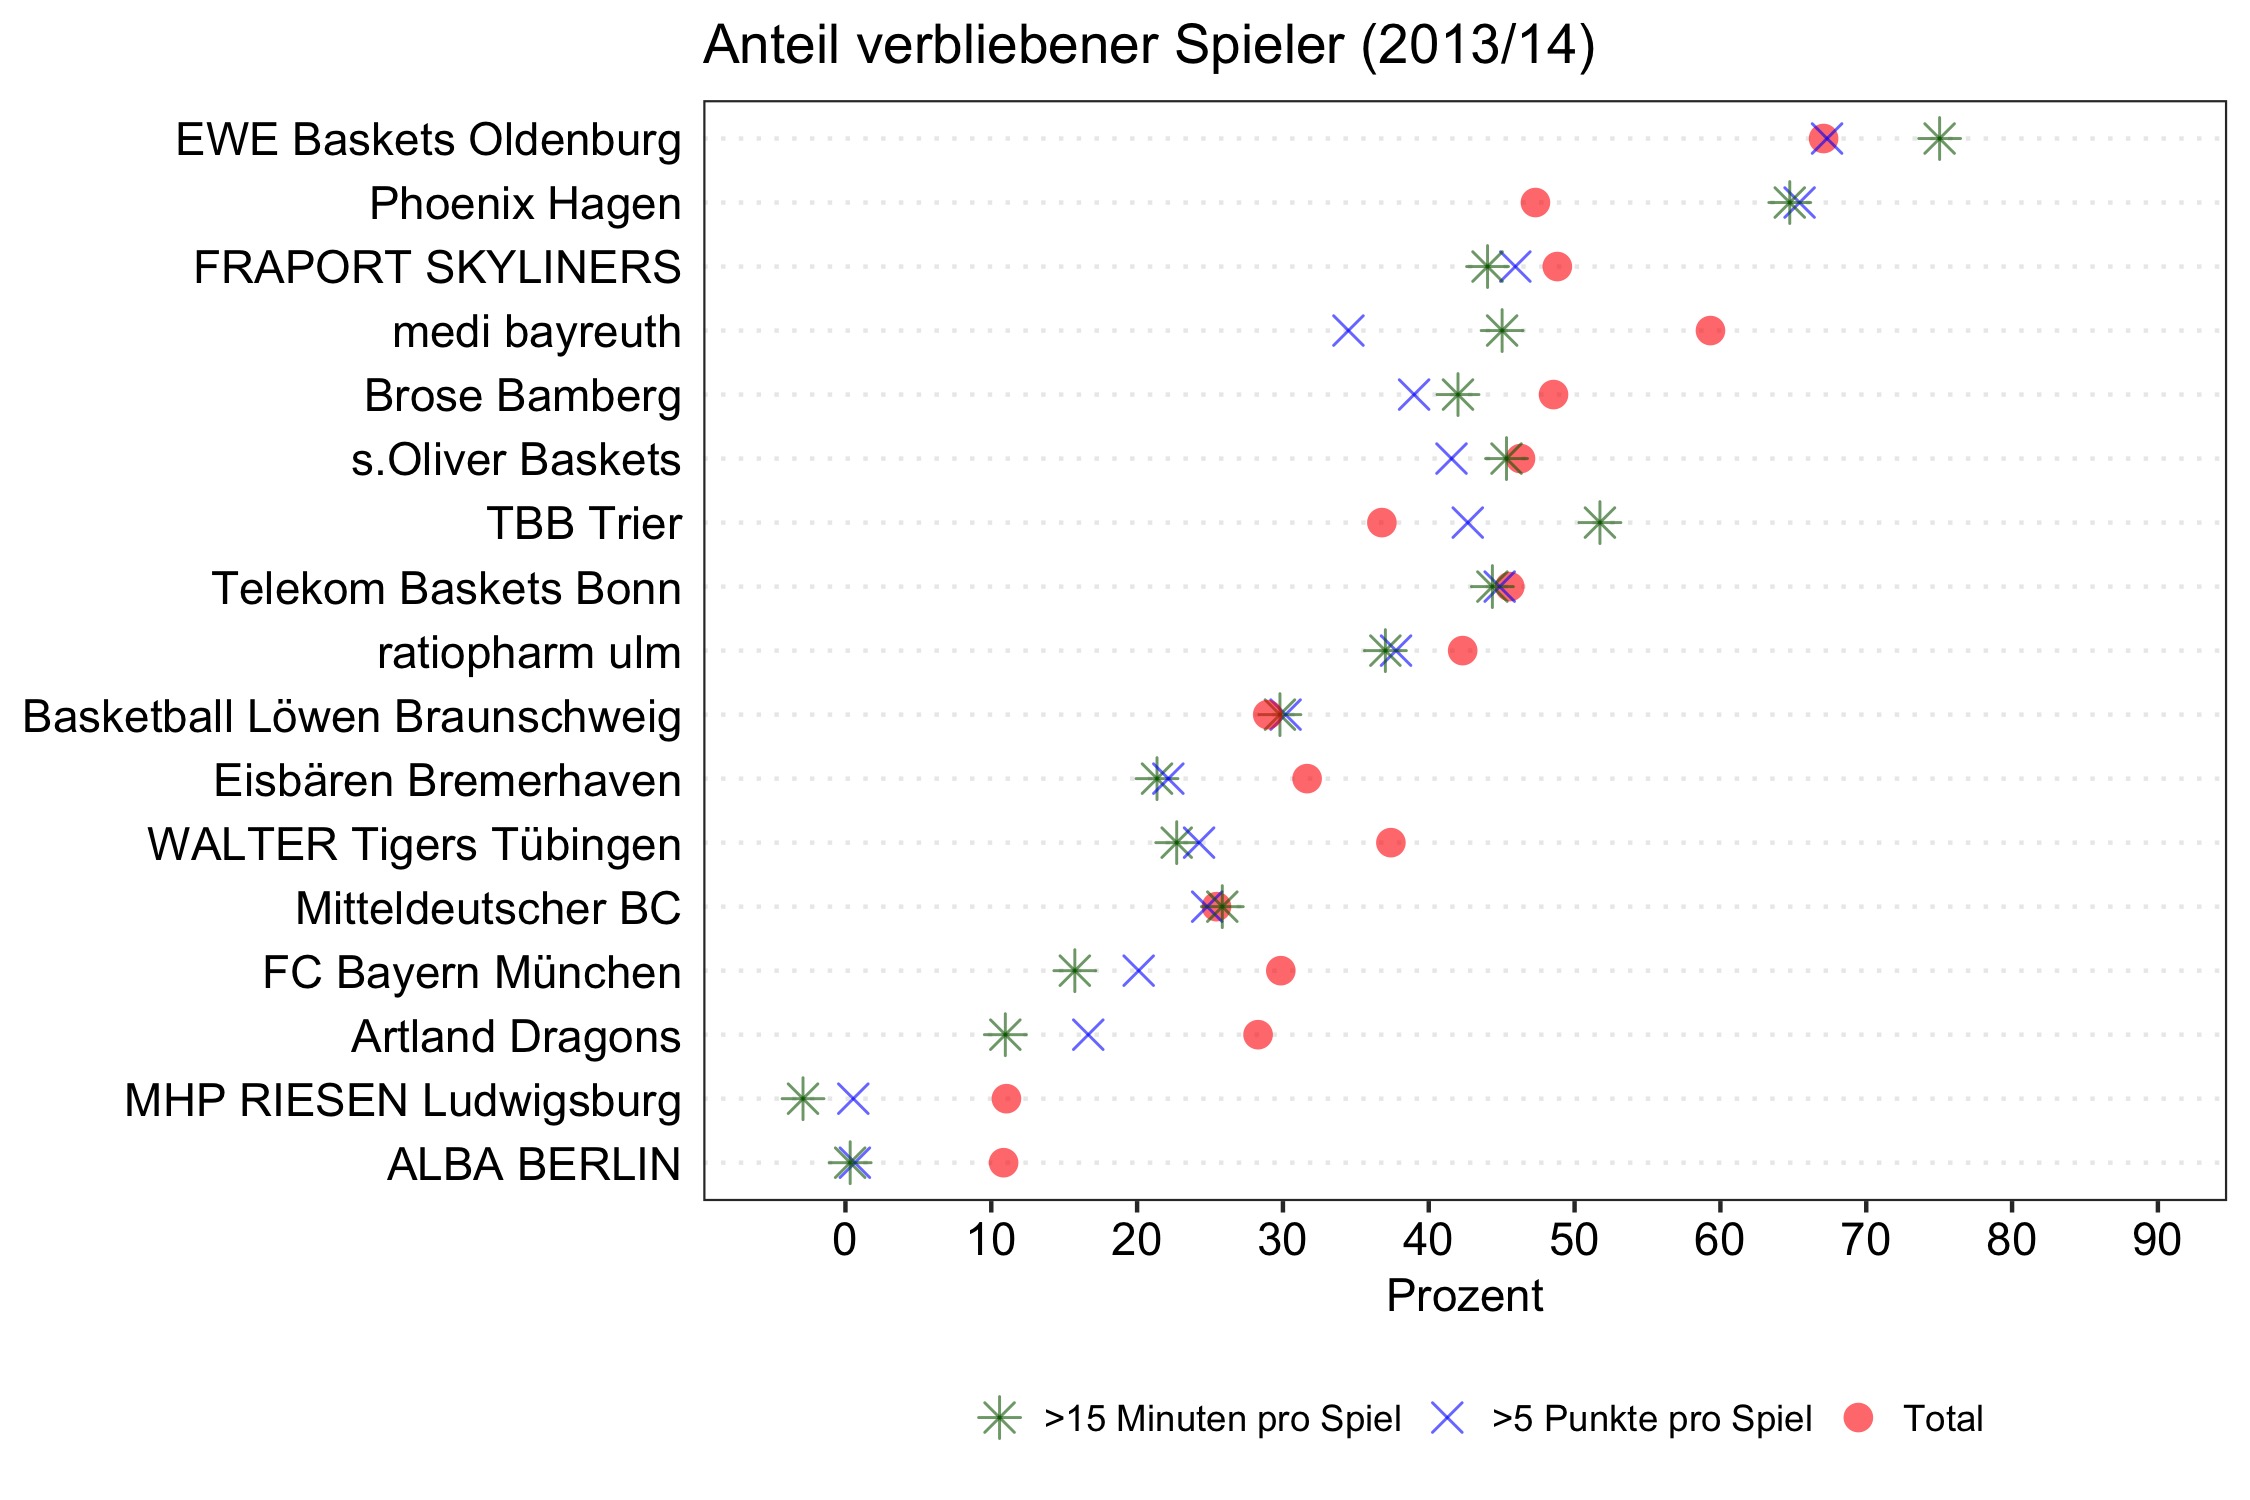 Anteil verbliebener Spieler (2013/14)
EWE Baskets Oldenburg
Phoenix Hagen
FRAPORT SKYLINERS
medi bayreuth
Brose Bamberg
s.Oliver Baskets
TBB Trier
Telekom Baskets Bonn
ratiopharm ulm
Basketball Löwen Braunschweig
Eisbären Bremerhaven
WALTER Tigers Tübingen
Mitteldeutscher BC
FC Bayern München
Artland Dragons
MHP RIESEN Ludwigsburg
ALBA BERLIN
0 10 20 30 40 50 60 70 80 90
Prozent
>15 Minuten pro Spiel >5 Punkte pro Spiel Total